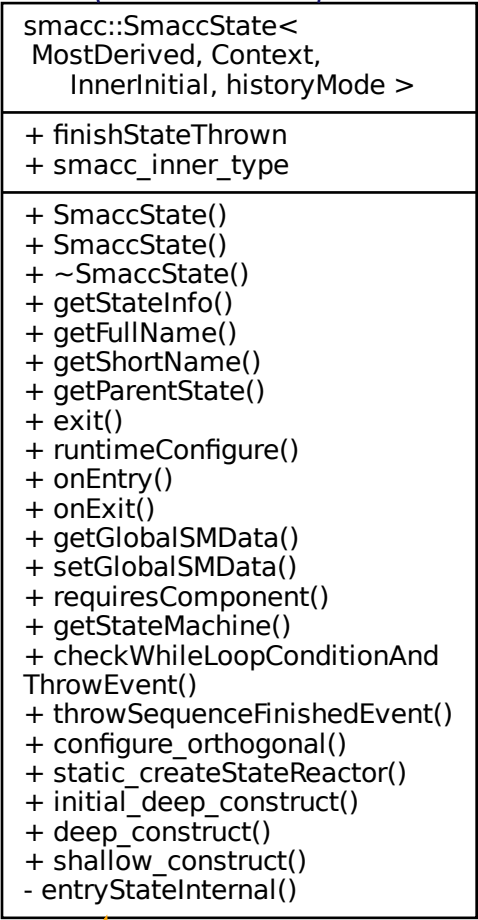 smacc::SmaccState<
MostDerived, Context,
InnerInitial, historyMode >
+ finishStateThrown
+ smacc_inner_type
+ SmaccState()
+ SmaccState()
+ ~SmaccState()
+ getStateInfo()
+ getFullName()
+ getShortName()
+ getParentState()
+ exit()
+ runtimeConfigure()
+ onEntry()
+ onExit()
+ getGlobalSMData()
+ setGlobalSMData()
+ requiresComponent()
+ getStateMachine()
+ checkWhileLoopConditionAnd
ThrowEvent()
+ throwSequenceFinishedEvent()
+ configure_orthogonal()
+ static_createStateReactor()
+ initial_deep_construct()
+ deep_construct()
+ shallow_construct()
- entryStateInternal()